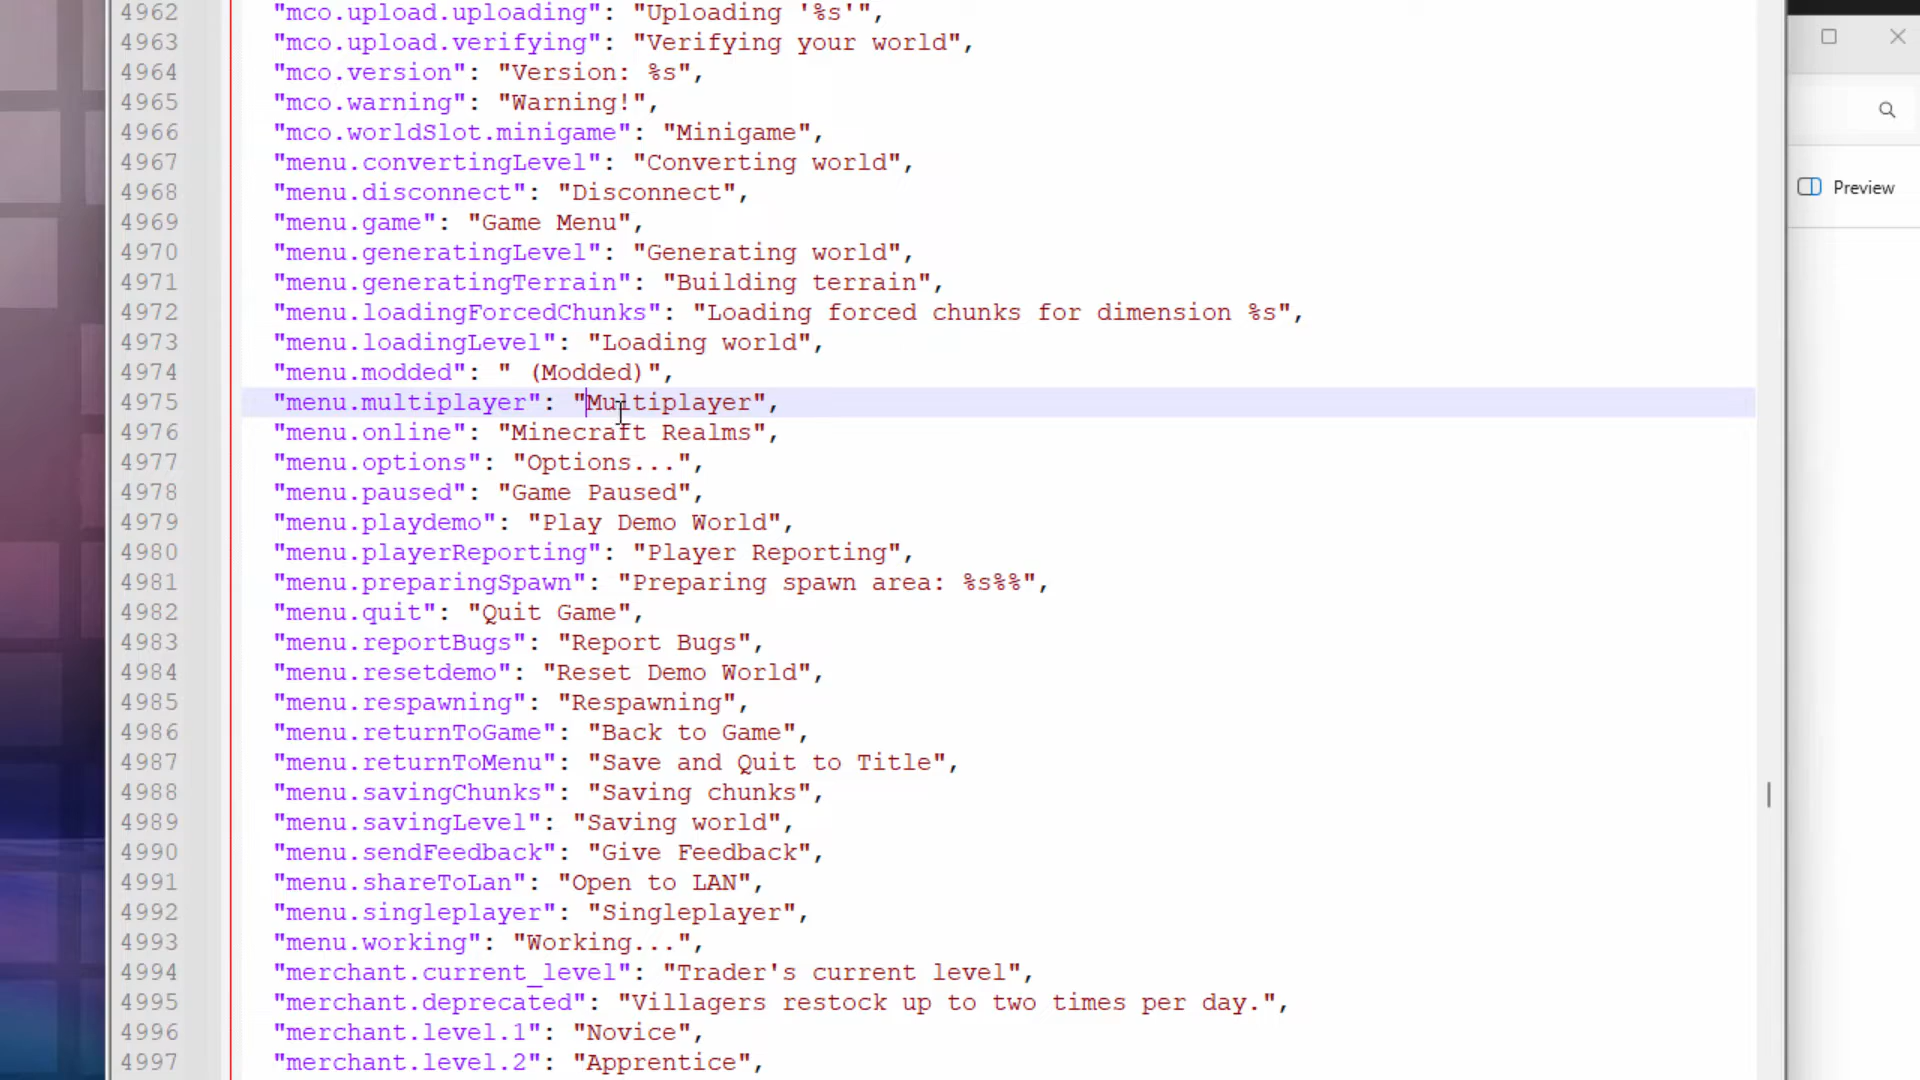 4962 "mco.upload.uploading": "Uploading '%s'",
4963 "mco.upload.verifying": "Verifying your world",
4964 "mco.version": "Version: %s",
4965 "mco.warning": "Warning!",
4966 "mco.worldSlot.minigame": "Minigame",
4967 "menu.convertingLevel": "Converting world",
4968 "menu.disconnect": "Disconnect",
4969 "menu.game": "Game Menu",
4970 "menu.generatingLevel": "Generating world",
4971 "menu.generatingTerrain": "Building terrain",
4972 "menu.loadingForcedChunks": "Loading forced chunks for dimension %s",
4973 "menu.loadingLevel": "Loading world",
4974 "menu.modded": " (Modded)",
4975 "menu.multiplayer": "Multiplayer",
4976 "menu.online": "Minecraft Realms",
4977 "menu.options": "Options...",
4978 "menu.paused": "Game Paused",
4979 "menu.playdemo": "Play Demo World",
4980 "menu.playerReporting": "Player Reporting",
4981 "menu.preparingSpawn": "Preparing spawn area: %s%%",
4982 "menu.quit": "Quit Game",
4983 "menu.reportBugs": "Report Bugs",
4984 "menu.resetdemo": "Reset Demo World",
4985 "menu.respawning": "Respawning",
4986 "menu.returnToGame": "Back to Game",
4987 "menu.returnToMenu": "Save and Quit to Title",
4988 "menu.savingChunks": "Saving chunks",
4989 "menu.savingLevel": "Saving world",
4990 "menu.sendFeedback": "Give Feedback",
4991 "menu.shareToLan": "Open to LAN",
4992 "menu.singleplayer": "Singleplayer",
4993 "menu.working": "Working...",
4994 "merchant.current_level": "Trader's current level",
4995 "merchant.deprecated": "Villagers restock up to two times per day.",
4996 "merchant.level.1": "Novice",
4997 "merchant.level.2": "Apprentice",
Preview